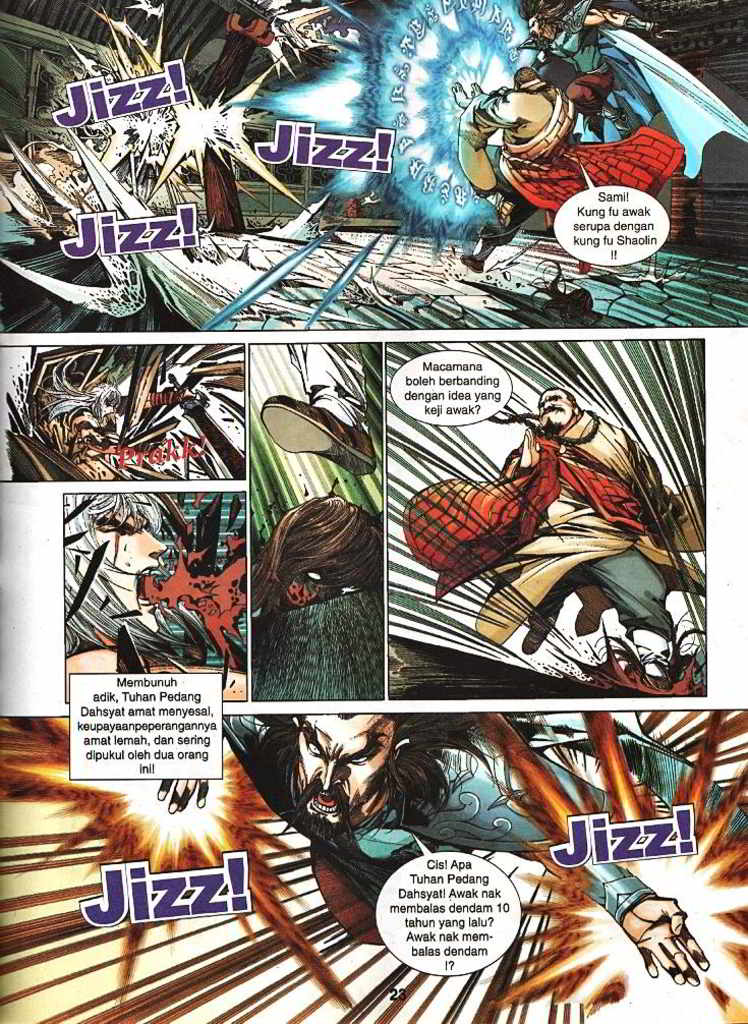 Jizz!
Jizz!
Jizz!
Sami!
Kung fu awak
serupa dengan
kung fu Shaolin
!!
Prakk!
Macamana
boleh berbanding
dengan idea yang
keji awak?
Membunuh
adik, Tuhan Pedang
Dahsyat amat menyesal,
keupayaanpeperangannya
amat lemah, dan sering
dipukul oleh dua orang
ini!
Jizz!
Jizz!
Cis! Apa
Tuhan Pedang
Dahsyat! Awak nak
membalas dendam 10
tahun yang lalu?
Awak nak mem-
balas dendam
!?
23